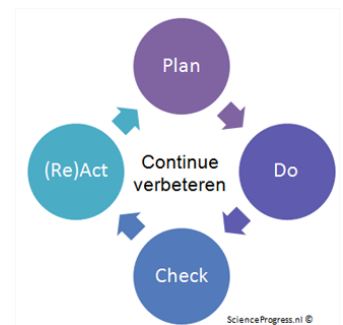 Plan
(Re)Act
Continue
verbeteren
Do
Check
ScienceProgress.nl ©